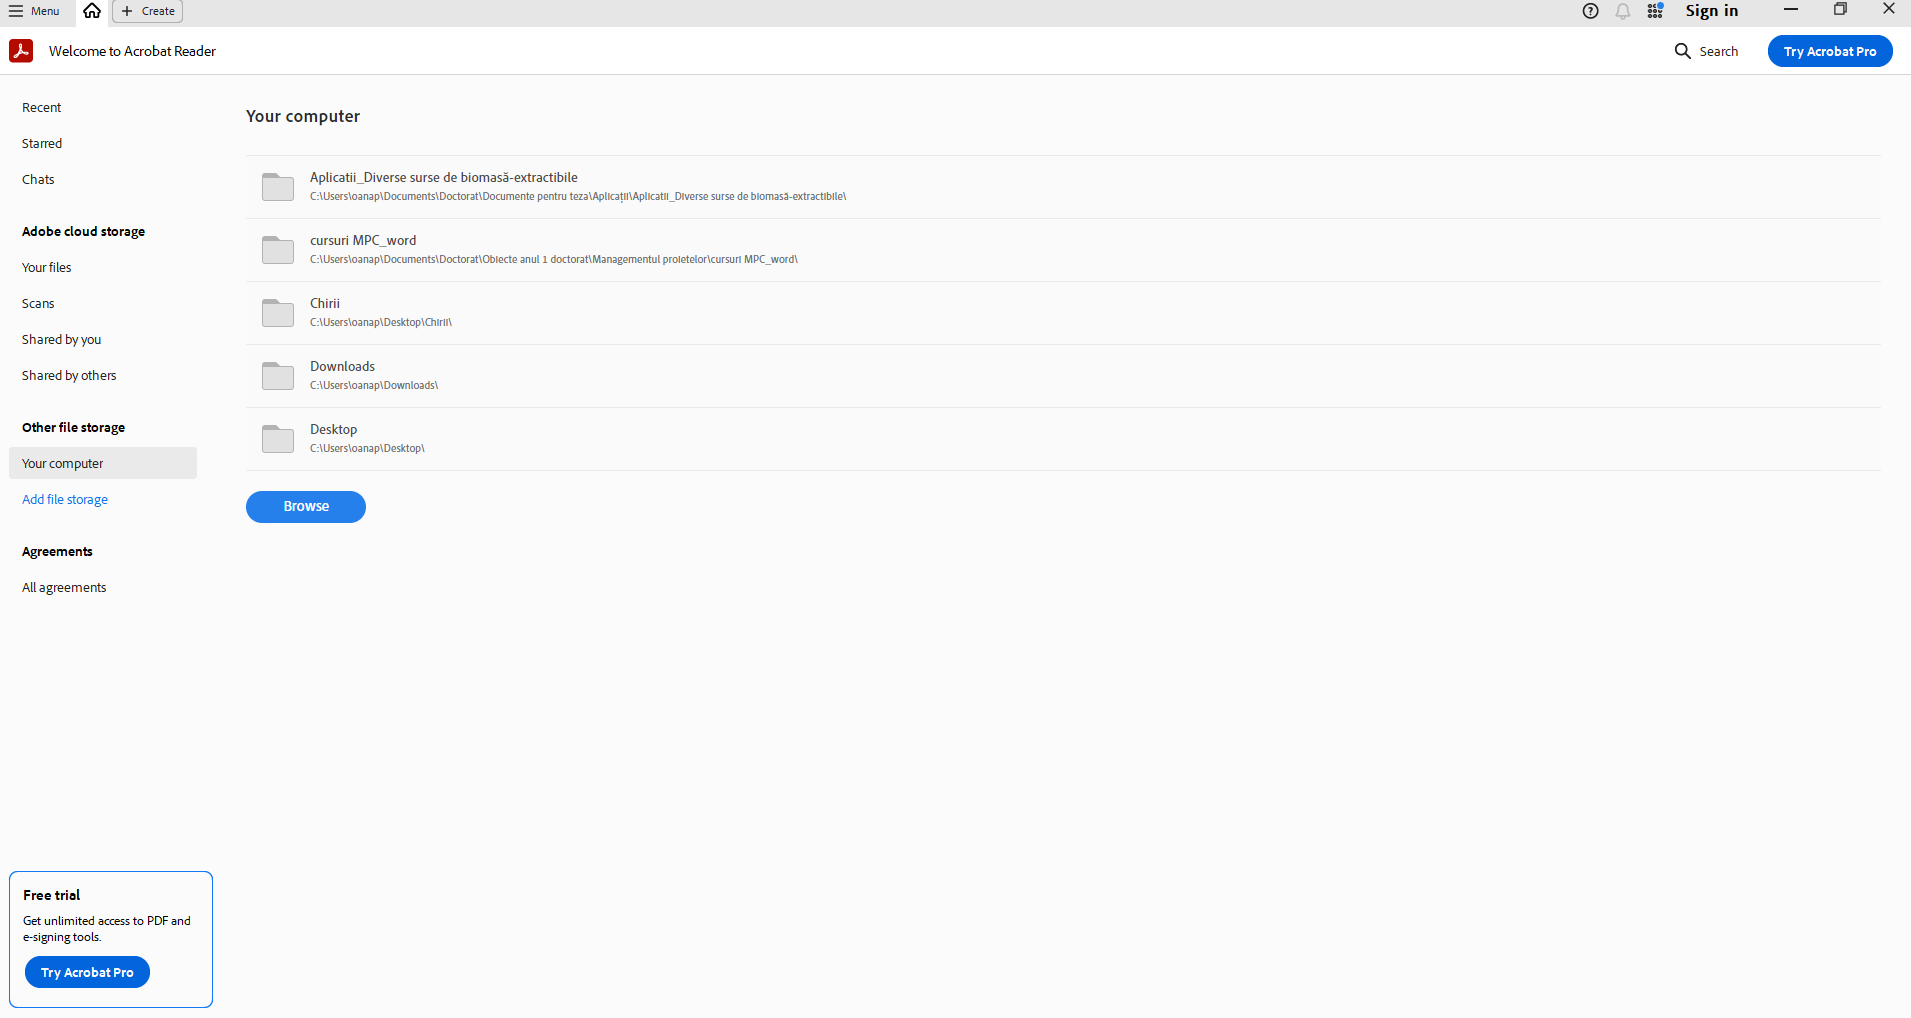 Menu
Create
Sign in
Welcome to Acrobat Reader
Search
Try Acrobat Pro
Recent
Starred
Chats
Adobe cloud storage
Your files
Scans
Shared by you
Shared by others
Other file storage
Your computer
Add file storage
Agreements
All agreements
Free trial
Get unlimited access to PDF and
e-signing tools.
Try Acrobat Pro
Your computer
Aplicatii_Diverse surse de biomasă-extractibile
C:\Users\oanap\Documents\Doctorat\Documente pentru teza\Aplicații\Aplicatii_Diverse surse de biomasă-extractibile\
cursuri MPC_word
C:\Users\oanap\Documents\Doctorat\Obiecte anul 1 doctorat\Managementul proietelor\cursuri MPC_word\
Chirii
C:\Users\oanap\Desktop\Chirii\
Downloads
C:\Users\oanap\Downloads\
Desktop
C:\Users\oanap\Desktop\
Browse